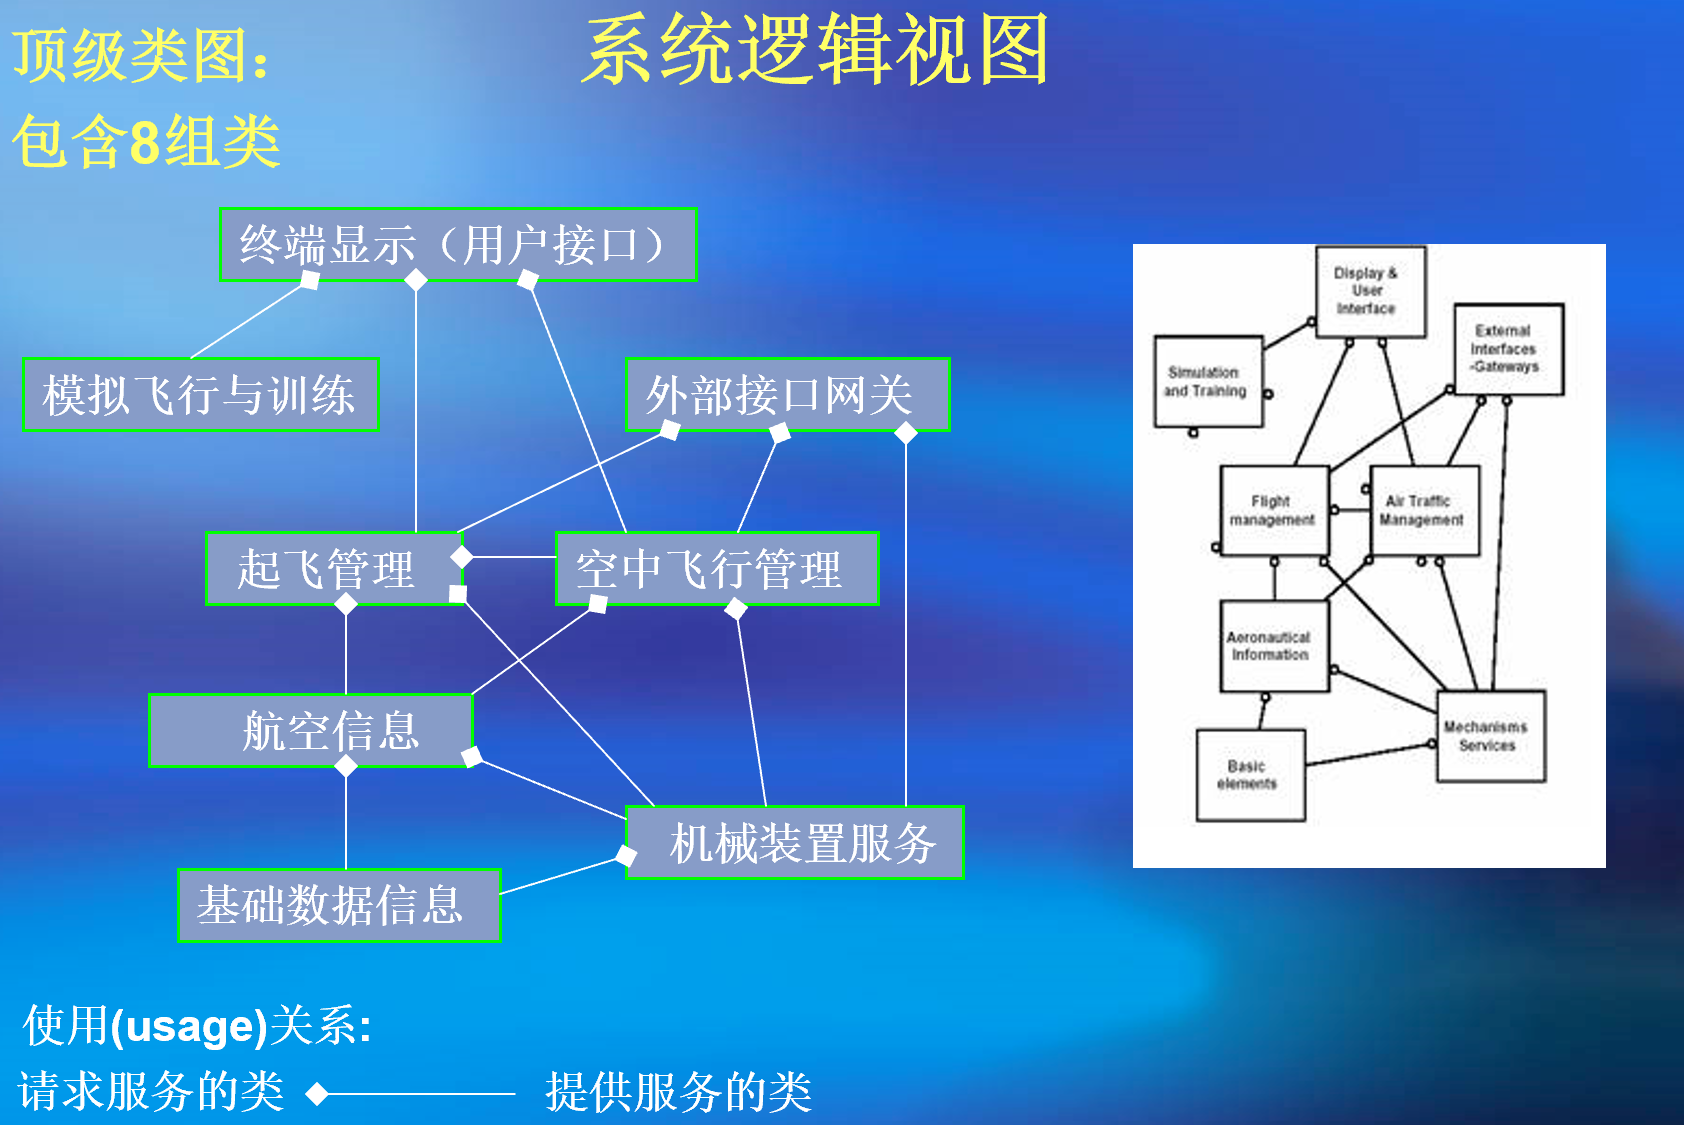 系统逻辑视图
顶级类图：
包含8组类
终端显示（用户接口）
模拟飞行与训练
外部接口网关
起飞管理
空中飞行管理
航空信息
机械装置服务
基础数据信息
使用(usage)关系:
请求服务的类
提供服务的类
Display &
User
Interface
External
Interfaces
-Gateways
Simulation
and Training
Flight
management
Air Traffic
Management
Aeronautical
Information
Mechanisms
Services
Basic
elements